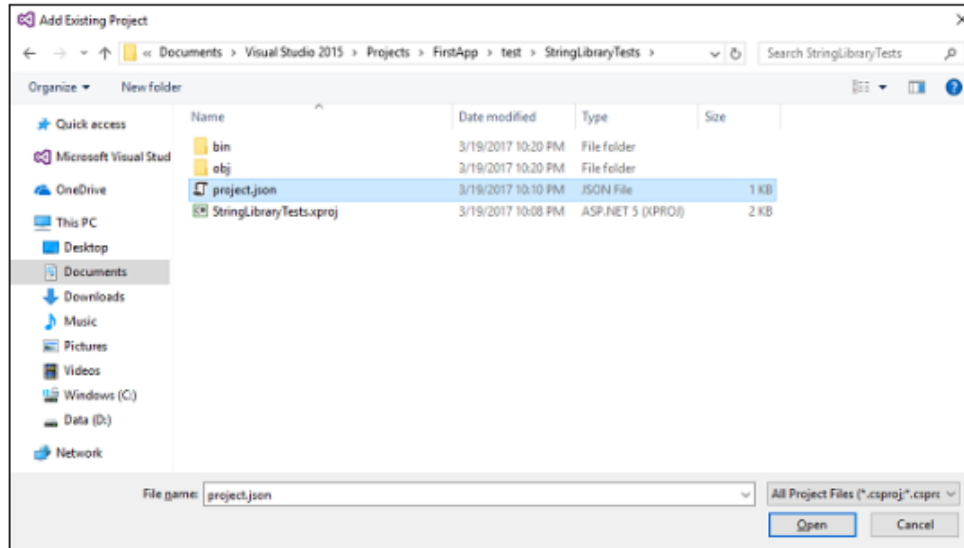 Add Existing Project
« Documents > Visual Studio 2015 > Projects > FirstApp > test > StringLibraryTests >
Search StringLibraryTests
Organize
New folder
Name Date modified Type Size
Quick access
Microsoft Visual Stud
OneDrive
This PC
Desktop
Documents
Downloads
Music
Pictures
Videos
Windows (C:)
Data (D:)
Network
bin 3/19/2017 10:20 PM File folder
obj 3/19/2017 10:20 PM File folder
project.json 3/19/2017 10:10 PM JSON File 1 KB
StringLibraryTests.xproj 3/19/2017 10:08 PM ASP.NET 5 (XPROJ) 2 KB
File name: project.json
All Project Files (*.csproj;*.csprc
Open Cancel